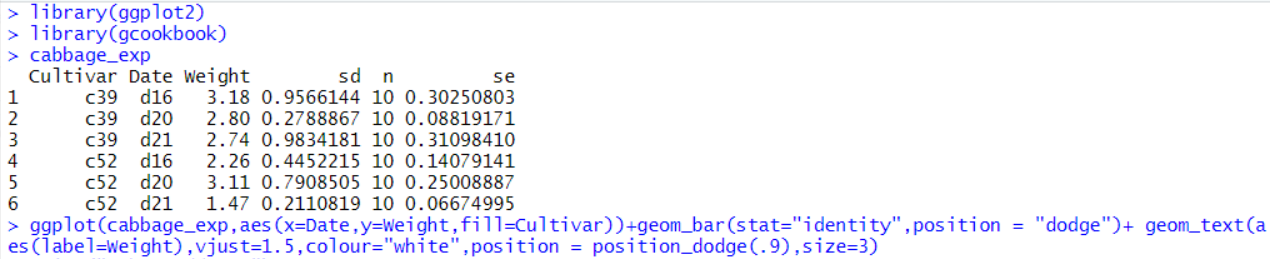 > library(ggplot2)
> library(gcookbook)
> cabbage_exp
  Cultivar Date Weight        sd  n         se
1      c39  d16   3.18 0.9566144 10 0.30250803
2      c39  d20   2.80 0.2788867 10 0.08819171
3      c39  d21   2.74 0.9834181 10 0.31098410
4      c52  d16   2.26 0.4452215 10 0.14079141
5      c52  d20   3.11 0.7908505 10 0.25008887
6      c52  d21   1.47 0.2110819 10 0.06674995
> ggplot(cabbage_exp,aes(x=Date,y=Weight,fill=Cultivar))+geom_bar(stat="identity",position = "dodge")+ geom_text(a
es(label=Weight),vjust=1.5,colour="white",position = position_dodge(.9),size=3)